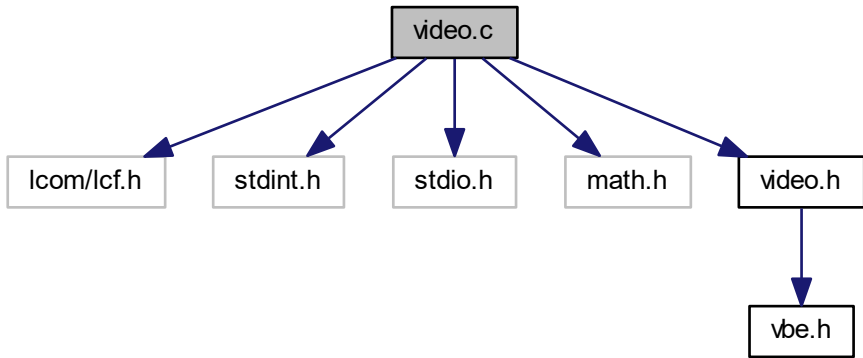 video.c
lcom/lcf.h
stdint.h
stdio.h
math.h
video.h
vbe.h